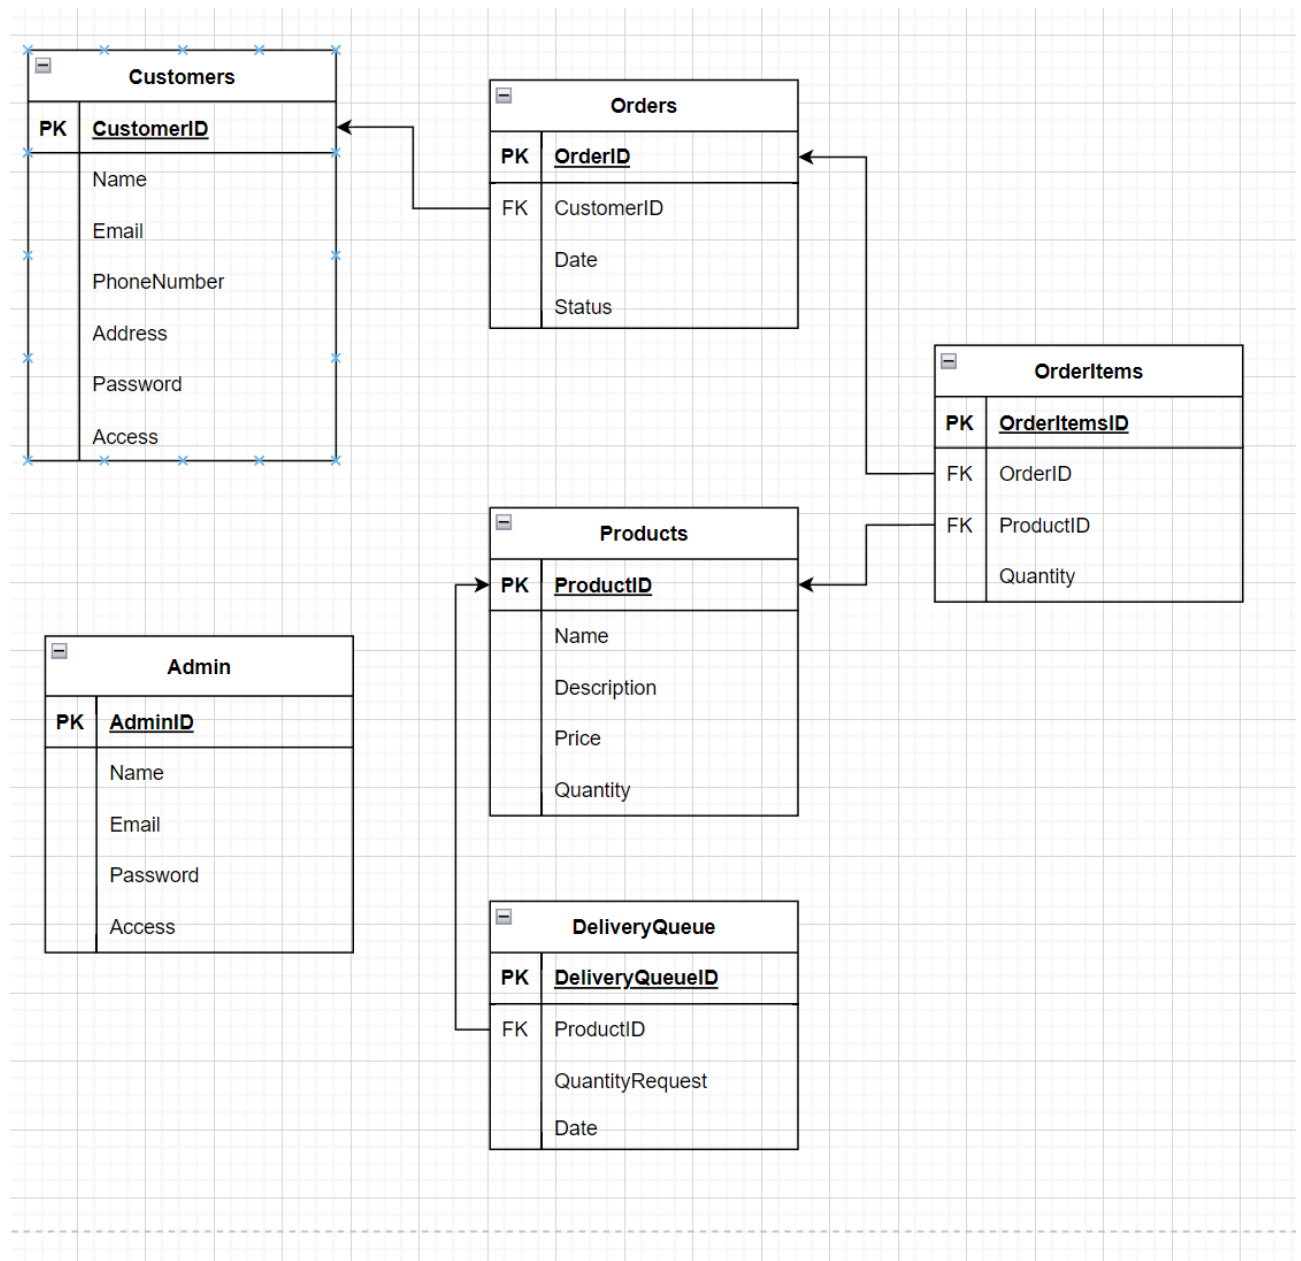 Customers
PK CustomerID
Name
Email
PhoneNumber
Address
Password
Access
Orders
PK OrderID
FK CustomerID
Date
Status
OrderItems
PK OrderItemsID
FK OrderID
FK ProductID
Quantity
Products
PK ProductID
Name
Description
Price
Quantity
Admin
PK AdminID
Name
Email
Password
Access
DeliveryQueue
PK DeliveryQueueID
FK ProductID
QuantityRequest
Date